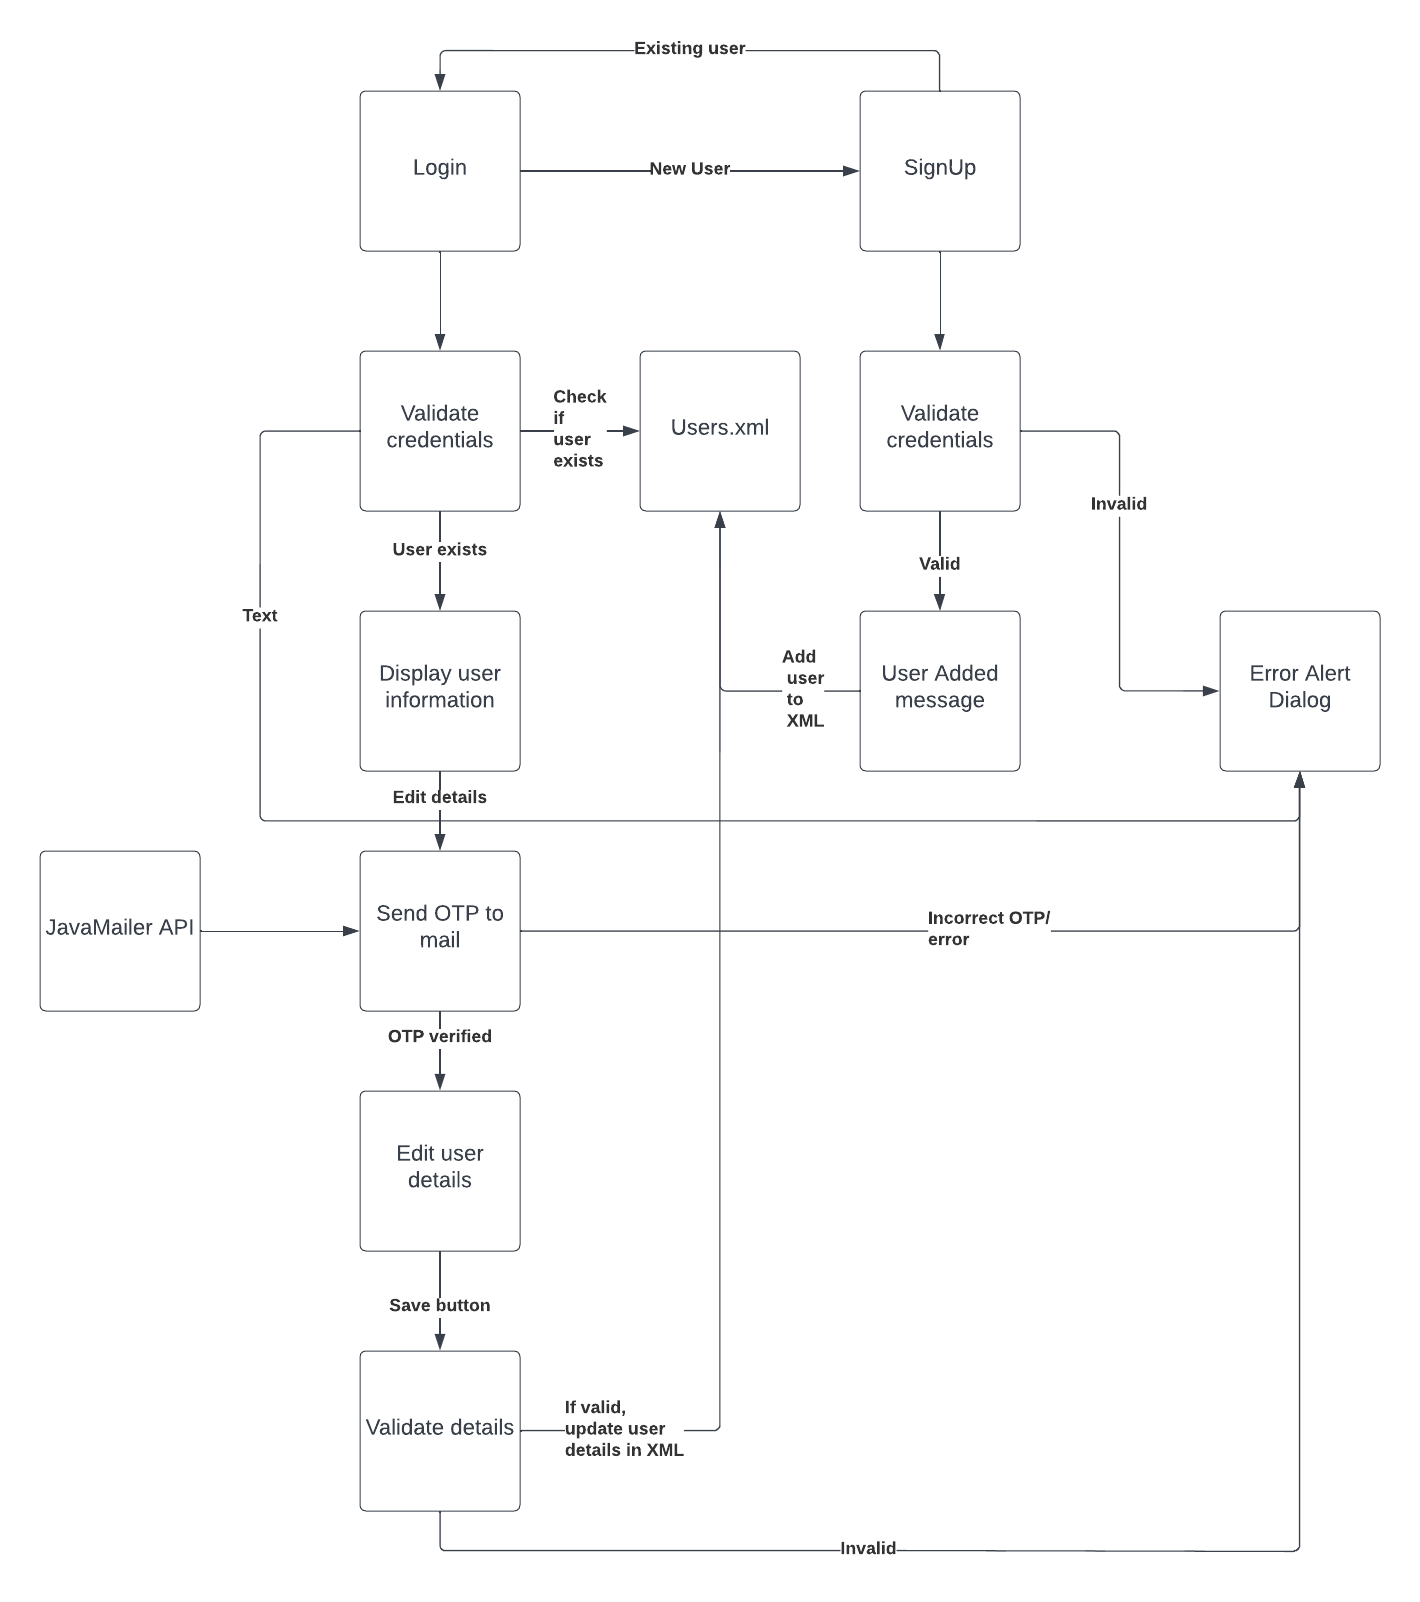 Existing user
Login
New User
SignUp
Validate
credentials
Check
if
user
exists
Users.xml
Validate
credentials
Invalid
User exists
Valid
Text
Display user
information
Add
user
to
XML
User Added
message
Error Alert
Dialog
Edit details
JavaMailer API
Send OTP to
mail
Incorrect OTP/
error
OTP verified
Edit user
details
Save button
Validate details
If valid,
update user
details in XML
Invalid